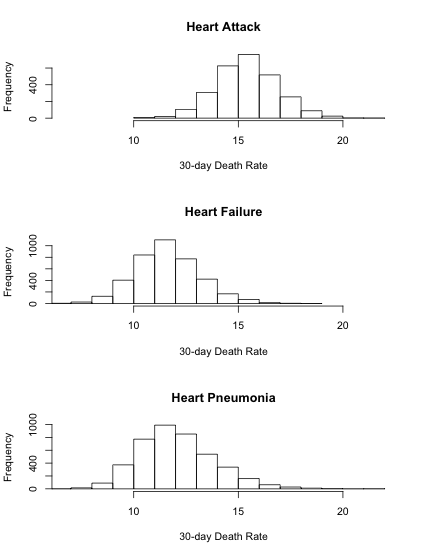 Heart Attack
Frequency
400
0
10 15 20
30-day Death Rate
Heart Failure
Frequency
1000
400
0
10 15 20
30-day Death Rate
Heart Pneumonia
Frequency
1000
400
0
10 15 20
30-day Death Rate